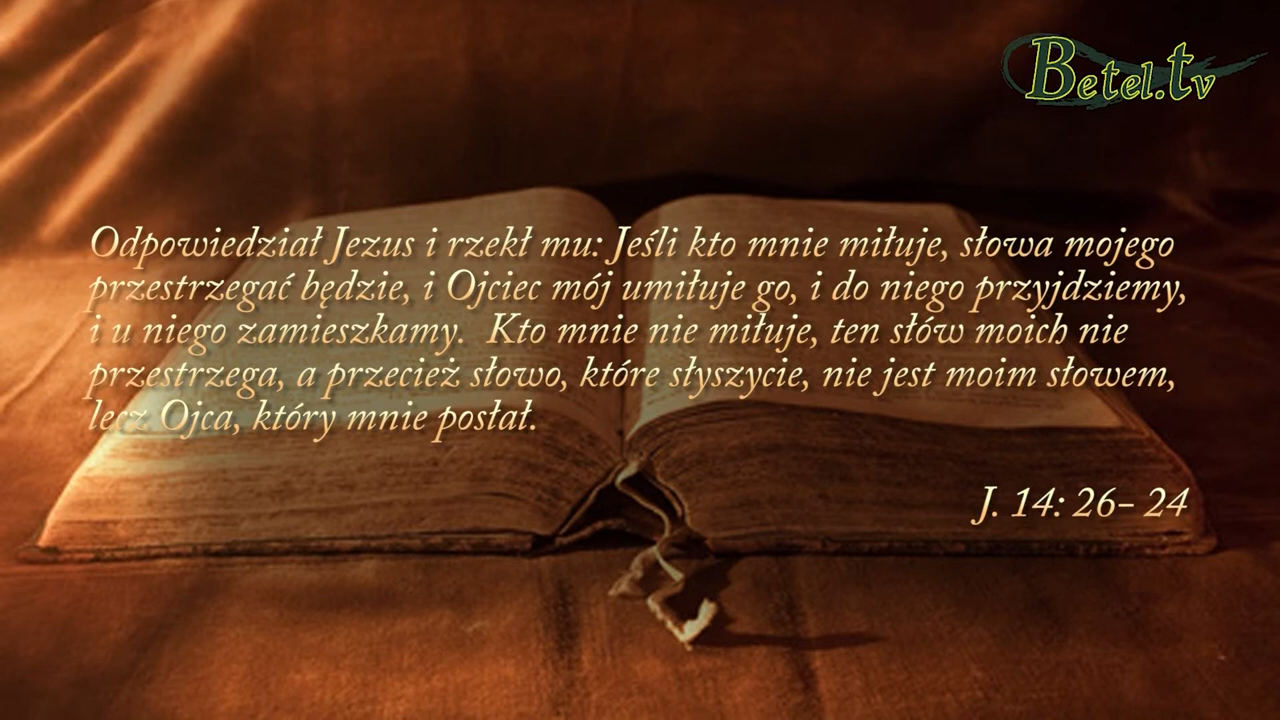 Betel.tv
Odpowiedział Jezus i rzekł mu: Jeśli kto mnie miłuje, słowa mojego
przestrzegać będzie, i Ojciec mój umiłuje go, i do niego przyjdziemy,
i u niego zamieszkamy.  Kto mnie nie miłuje, ten słów moich nie
przestrzega, a przecież słowo, które słyszycie, nie jest moim słowem,
lecz Ojca, który mnie posłał.
J. 14: 26- 24